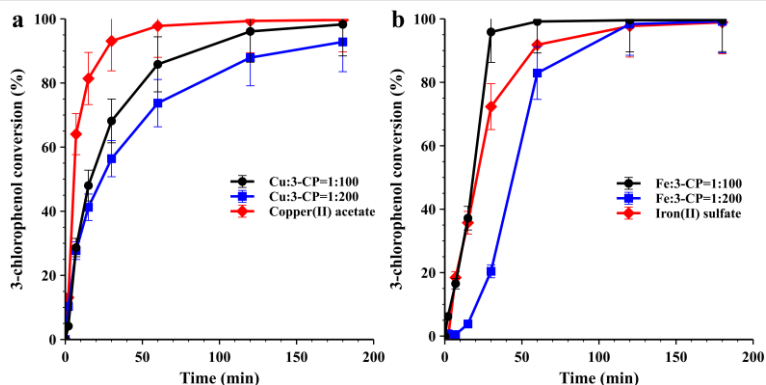 a
3-chlorophenol conversion (%)
100
80
60
40
20
0
Cu:3-CP=1:100
Cu:3-CP=1:200
Copper(II) acetate
0 50 100 150 200
Time (min)
b
3-chlorophenol conversion (%)
100
80
60
40
20
0
Fe:3-CP=1:100
Fe:3-CP=1:200
Iron(II) sulfate
0 50 100 150 200
Time (min)